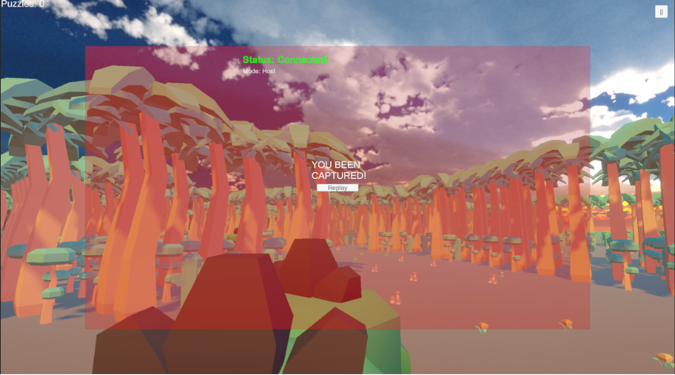 Puzzles: 0
Status: Connected
Mode: Host
YOU BEEN
CAPTURED!
Replay